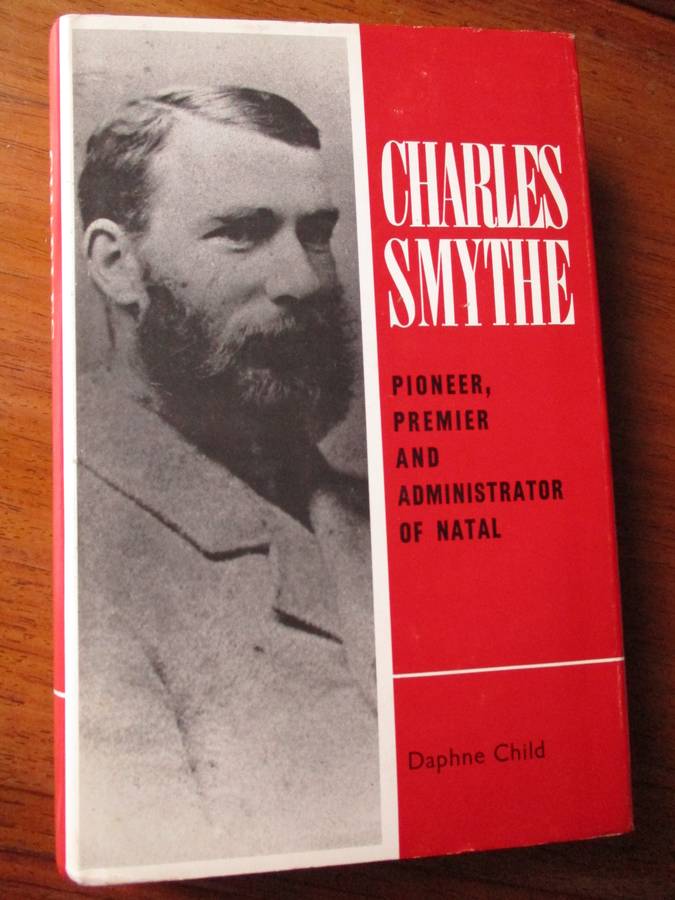 CHARLES
SMYTHE
PIONEER,
PREMIER
AND
ADMINISTRATOR
OF NATAL
Daphne Child